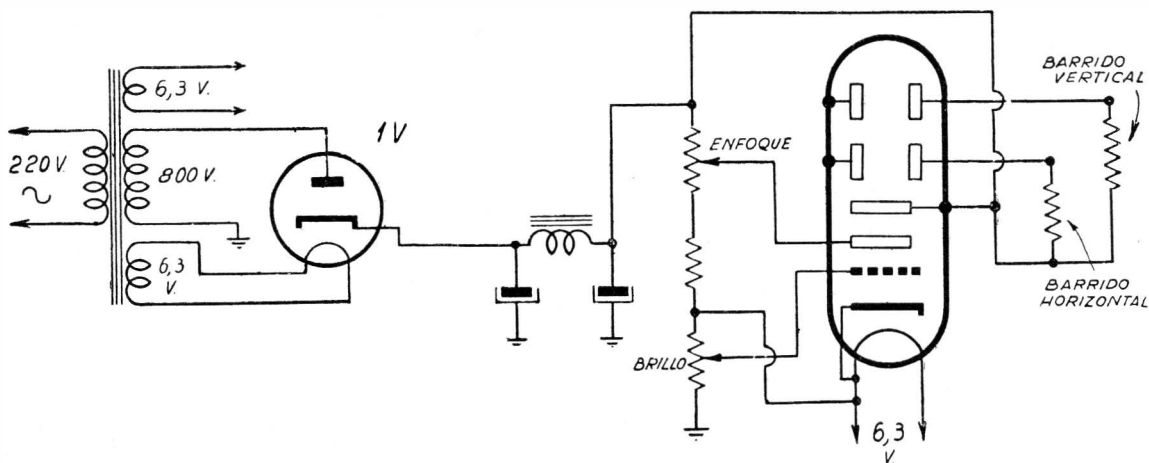 6,3 V.
220 V.
800 V.
6,3
V.
1V
ENFOQUE
BRILLO
BARRIDO
VERTICAL
BARRIDO
HORIZONTAL
6,3
V.